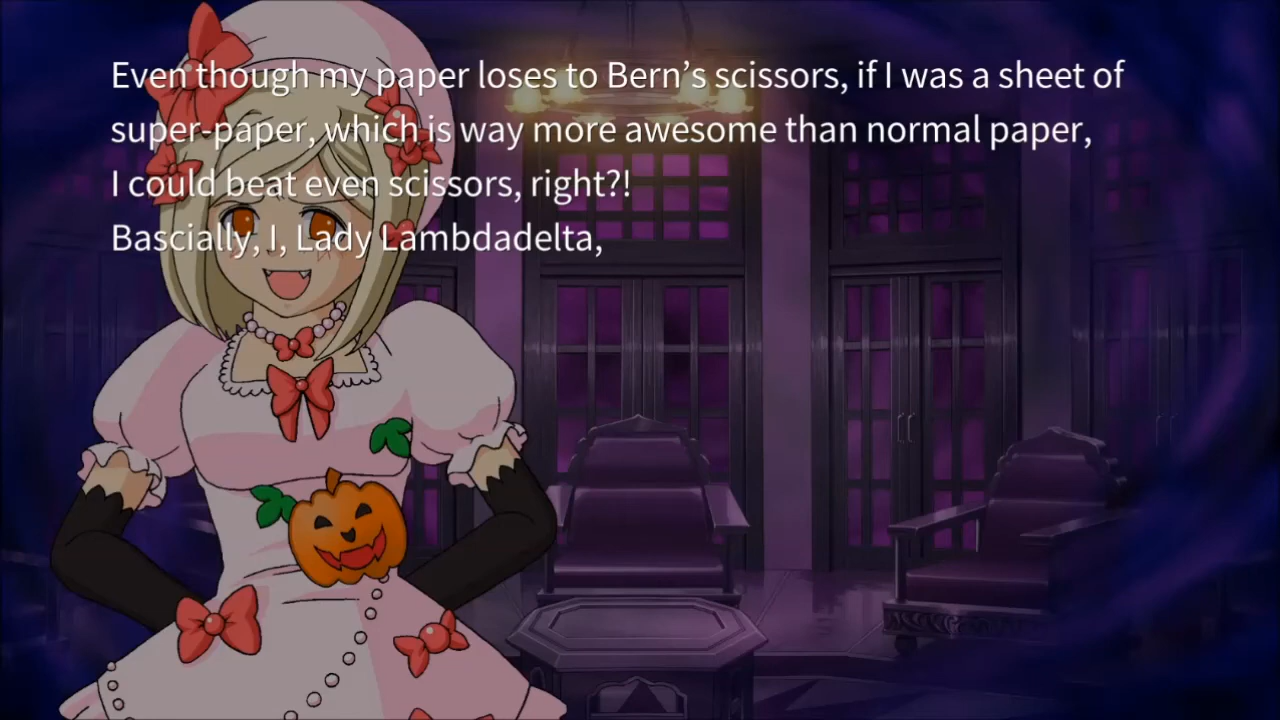 Even though my paper loses to Bern’s scissors, if I was a sheet of
super-paper, which is way more awesome than normal paper,
I could beat even scissors, right?!
Bascially, I, Lady Lambdadelta,